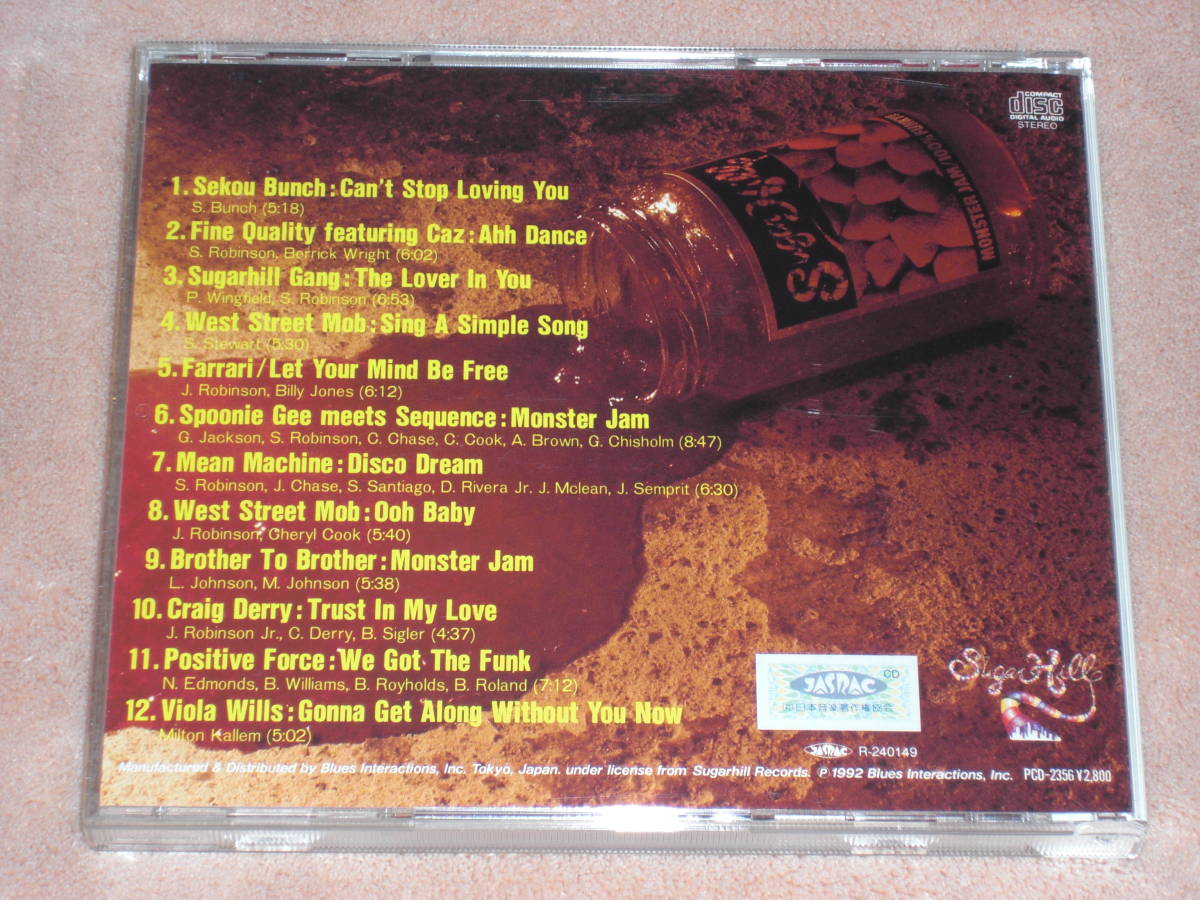 COMPACT
disc
DIGITAL AUDIO
STEREO
MONSTER JAM/100%
Sugar
1. Sekou Bunch : Can't Stop Loving You
S. Bunch (5:18)
2. Fine Quality featuring Caz : Ahh Dance
S. Robinson, Berrick Wright (6:02)
3. Sugarhill Gang : The Lover In You
P. Wingfield, S. Robinson (6:53)
4. West Street Mob : Sing A Simple Song
S. Stewart (5:30)
5. Farrari/Let Your Mind Be Free
J. Robinson, Billy Jones (6:12)
6. Spoonie Gee meets Sequence : Monster Jam
G. Jackson, S. Robinson, C. Chase, C. Cook, A. Brown, G. Chisholm (8:47)
7. Mean Machine : Disco Dream
S. Robinson, J. Chase, S. Santiago, D. Rivera Jr. J. Mclean, J. Semprit (6:30)
8. West Street Mob : Ooh Baby
J. Robinson, Cheryl Cook (5:40)
9. Brother To Brother : Monster Jam
L. Johnson, M. Johnson (5:38)
10. Craig Derry : Trust In My Love
J. Robinson Jr., C. Derry, B. Sigler (4:37)
11. Positive Force : We Got The Funk
N. Edmonds, B. Williams, B. Royholds, B. Roland (7:12)
12. Viola Wills : Gonna Get Along Without You Now
Milton Kallem (5:02)
CD
JASRAC
(社)日本音楽著作権協会
Sugar Hill
JASRAC R-240149
Manufactured & Distributed by Blues Interactions, Inc. Tokyo, Japan. under license from Sugarhill Records. Ⓟ 1992 Blues Interactions, Inc. PCD-2356 ¥2,800